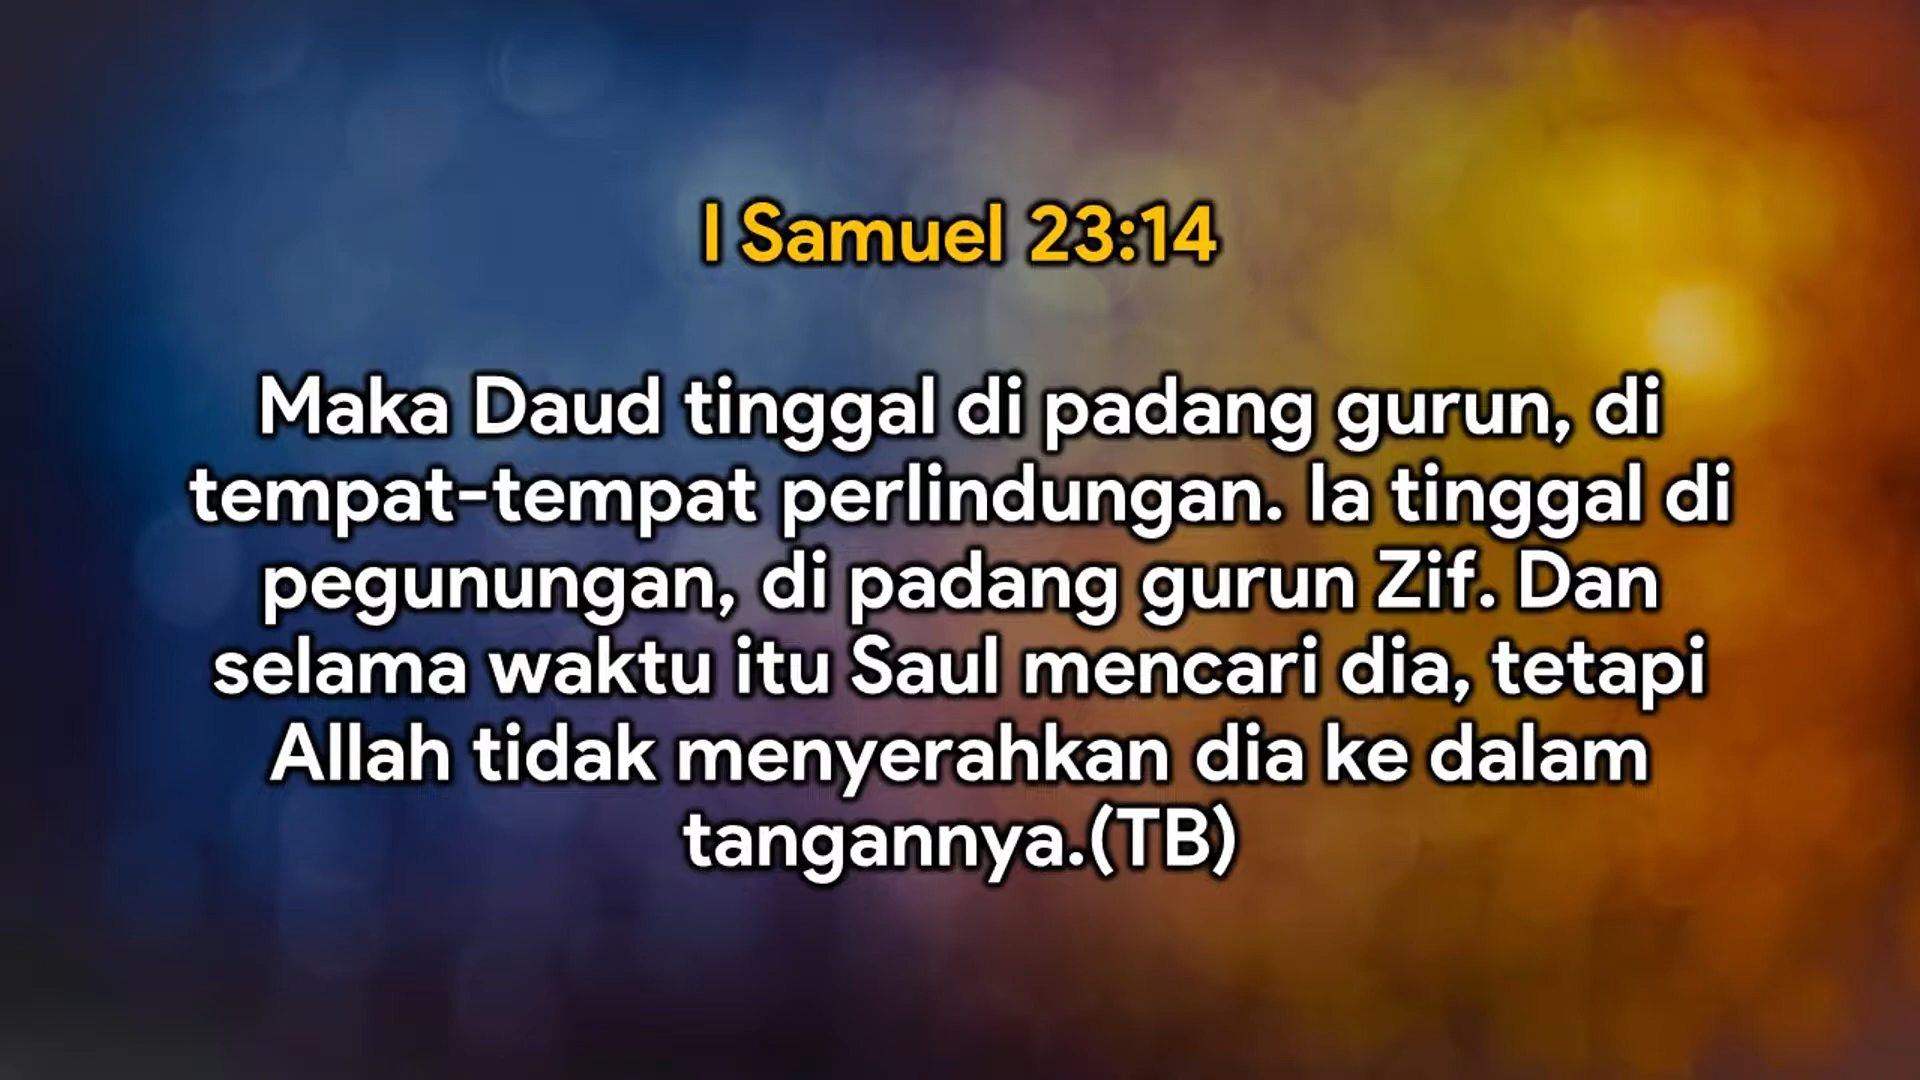 I Samuel 23:14
Maka Daud tinggal di padang gurun, di
tempat-tempat perlindungan. Ia tinggal di
pegunungan, di padang gurun Zif. Dan
selama waktu itu Saul mencari dia, tetapi
Allah tidak menyerahkan dia ke dalam
tangannya.(TB)